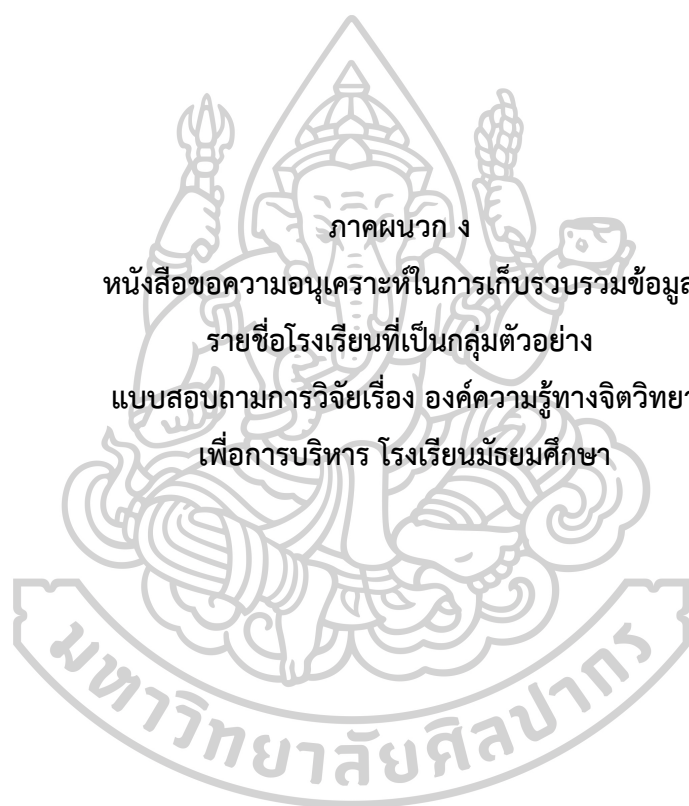 ภาคผนวก ง
หนังสือขอความอนุเคราะห์ในการเก็บรวบรวมข้อมูล
รายชื่อโรงเรียนที่เป็นกลุ่มตัวอย่าง
แบบสอบถามการวิจัยเรื่อง องค์ความรู้ทางจิตวิทยา
เพื่อการบริหาร โรงเรียนมัธยมศึกษา
มหาวิทยาลัยศิลปากร